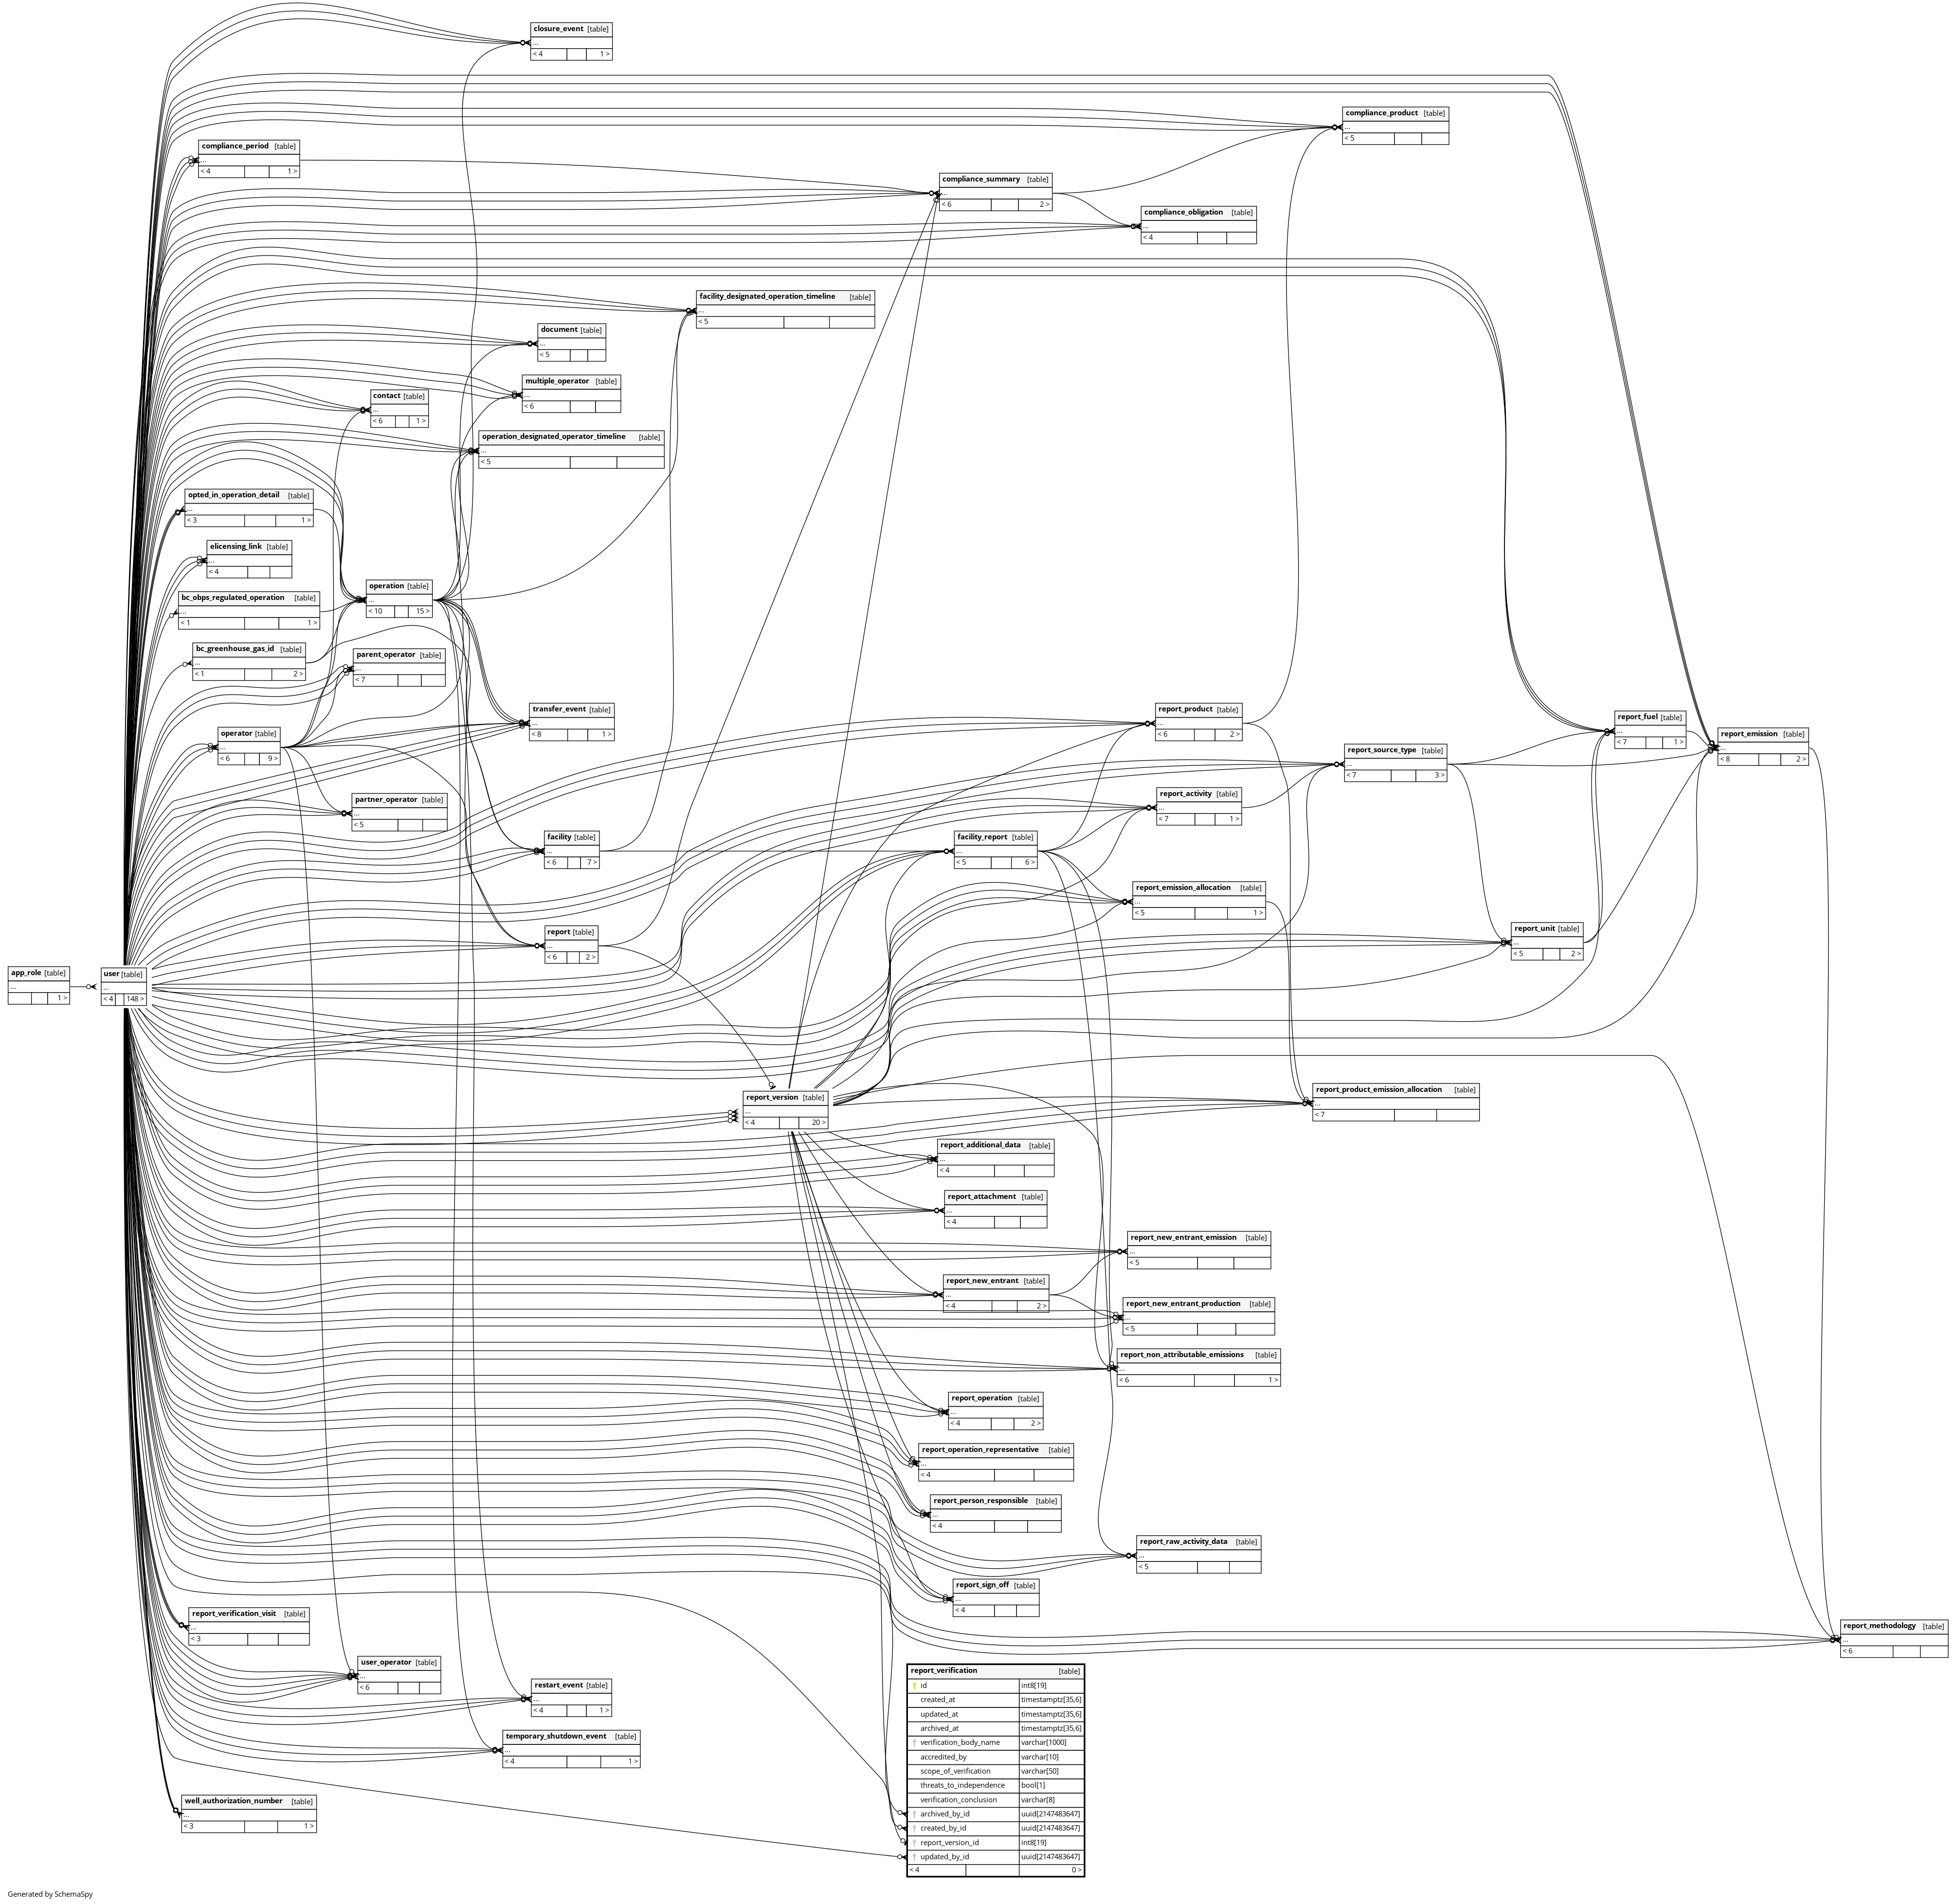 closure_event [table]
...
< 4 1 >
compliance_product [table]
...
< 5
compliance_period [table]
...
< 4 1 >
compliance_summary [table]
...
< 6 2 >
compliance_obligation [table]
...
< 4
facility_designated_operation_timeline [table]
...
< 5
document [table]
...
< 5
multiple_operator [table]
...
< 6
contact [table]
...
< 6 1 >
operation_designated_operator_timeline [table]
...
< 5
opted_in_operation_detail [table]
...
< 3 1 >
elicensing_link [table]
...
< 4
operation [table]
...
< 10 15 >
bc_obps_regulated_operation [table]
...
< 1 1 >
bc_greenhouse_gas_id [table]
...
< 1 2 >
parent_operator [table]
...
< 7
transfer_event [table]
...
< 8 1 >
report_product [table]
...
< 6 2 >
report_fuel [table]
...
< 7 1 >
operator [table]
...
< 6 9 >
report_emission [table]
...
< 8 2 >
report_source_type [table]
...
< 7 3 >
partner_operator [table]
...
< 5
report_activity [table]
...
< 7 1 >
facility [table]
...
< 6 7 >
facility_report [table]
...
< 5 6 >
report_emission_allocation [table]
...
< 5 1 >
report [table]
...
< 6 2 >
report_unit [table]
...
< 5 2 >
app_role [table]
...
1 >
user [table]
...
< 4 148 >
report_version [table]
...
< 4 20 >
report_product_emission_allocation [table]
...
< 7
report_additional_data [table]
...
< 4
report_attachment [table]
...
< 4
report_new_entrant_emission [table]
...
< 5
report_new_entrant [table]
...
< 4 2 >
report_new_entrant_production [table]
...
< 5
report_non_attributable_emissions [table]
...
< 6 1 >
report_operation [table]
...
< 4 2 >
report_operation_representative [table]
...
< 4
report_person_responsible [table]
...
< 4
report_raw_activity_data [table]
...
< 5
report_sign_off [table]
...
< 4
report_verification_visit [table]
...
< 3
report_methodology [table]
...
< 6
user_operator [table]
...
< 6
restart_event [table]
...
< 4 1 >
temporary_shutdown_event [table]
...
< 4 1 >
well_authorization_number [table]
...
< 3 1 >
report_verification [table]
id int8[19]
created_at timestamptz[35,6]
updated_at timestamptz[35,6]
archived_at timestamptz[35,6]
verification_body_name varchar[1000]
accredited_by varchar[10]
scope_of_verification varchar[50]
threats_to_independence bool[1]
verification_conclusion varchar[8]
archived_by_id uuid[2147483647]
created_by_id uuid[2147483647]
report_version_id int8[19]
updated_by_id uuid[2147483647]
< 4 0 >
Generated by SchemaSpy